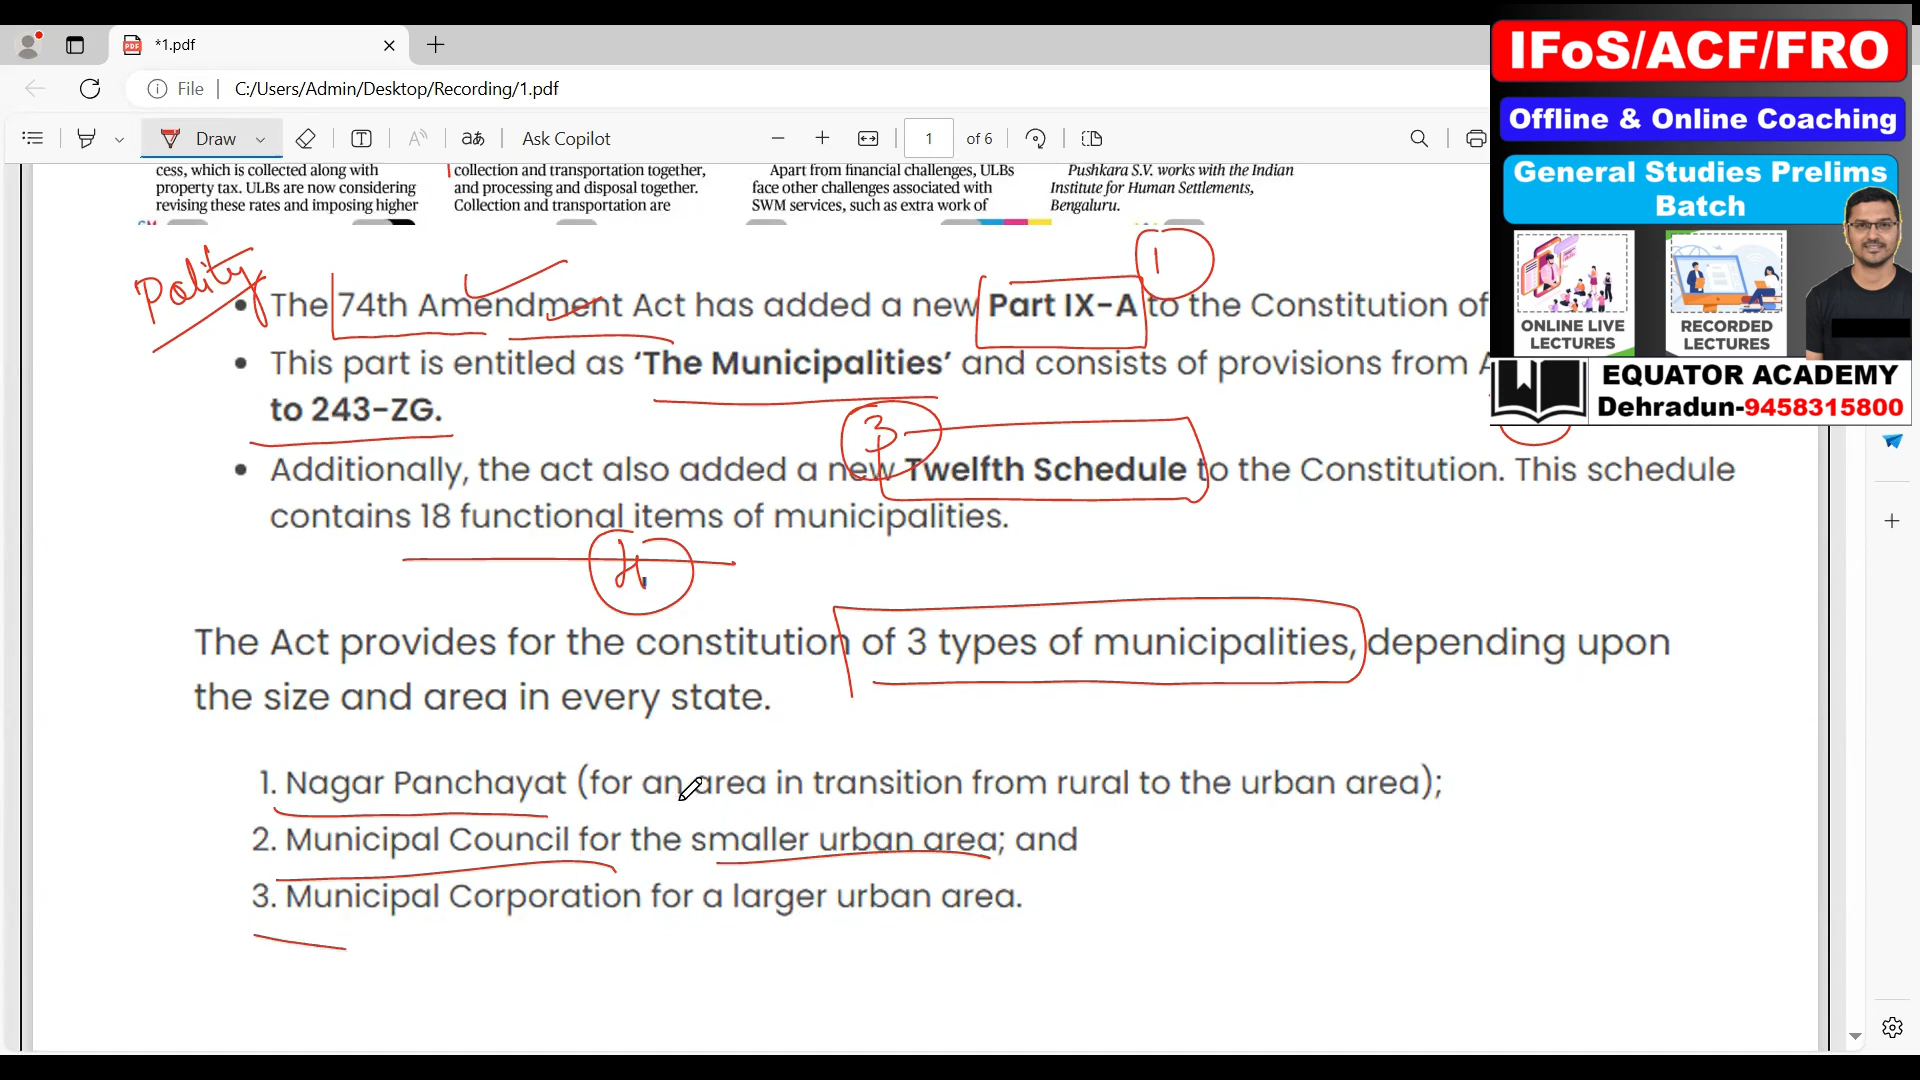 *1.pdf
File
C:/Users/Admin/Desktop/Recording/1.pdf
Draw
Ask Copilot
1 of 6
IFoS/ACF/FRO
Offline & Online Coaching
General Studies Prelims
Batch
ONLINE LIVE
LECTURES
RECORDED
LECTURES
EQUATOR ACADEMY
Dehradun-9458315800
cess, which is collected along with
property tax. ULBs are now considering
revising these rates and imposing higher
collection and transportation together,
and processing and disposal together.
Collection and transportation are
Apart from financial challenges, ULBs
face other challenges associated with
SWM services, such as extra work of
Pushkara S.V. works with the Indian
Institute for Human Settlements,
Bengaluru.
Polity
1
• The 74th Amendment Act has added a new Part IX-A to the Constitution of
• This part is entitled as ‘The Municipalities’ and consists of provisions from A
to 243-ZG.
3
• Additionally, the act also added a new Twelfth Schedule to the Constitution. This schedule
contains 18 functional items of municipalities.
4
The Act provides for the constitution of 3 types of municipalities, depending upon
the size and area in every state.
1. Nagar Panchayat (for an area in transition from rural to the urban area);
2. Municipal Council for the smaller urban area; and
3. Municipal Corporation for a larger urban area.